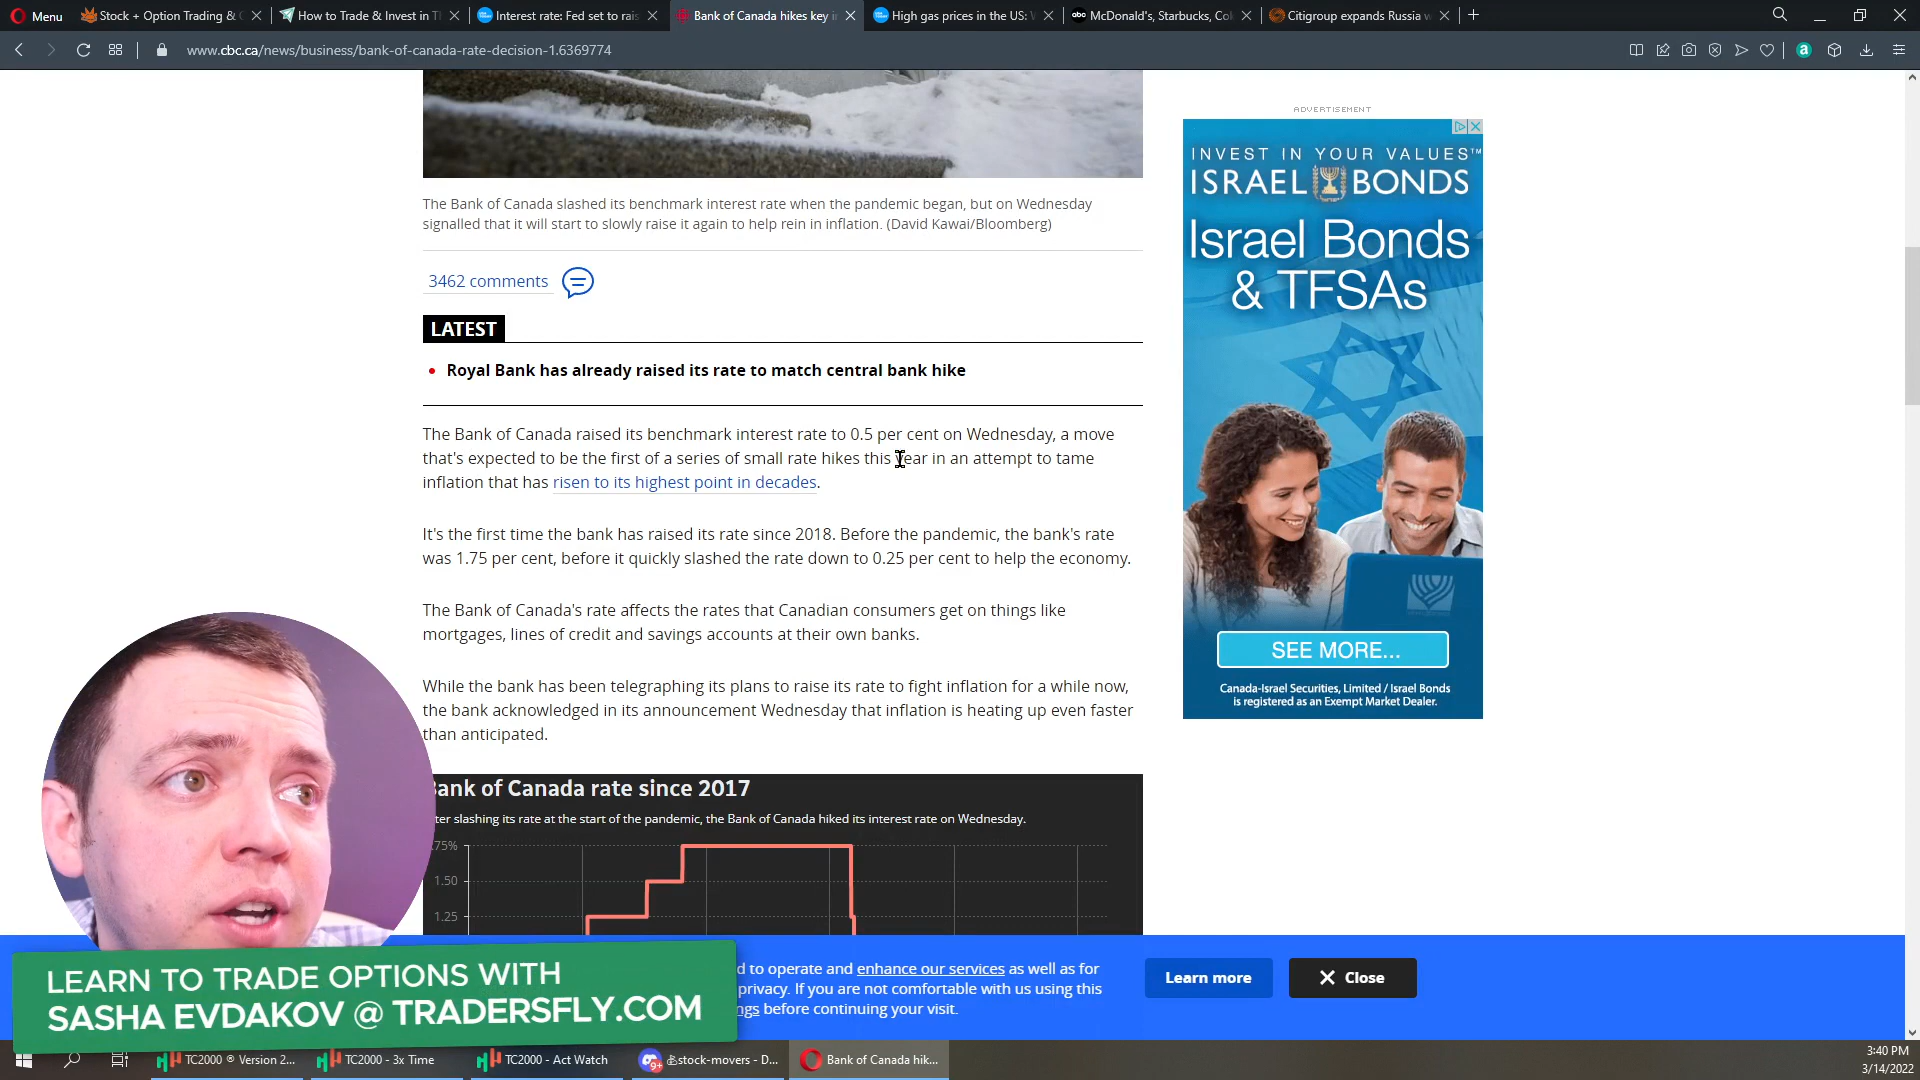 Menu
Stock + Option Trading &
How to Trade & Invest in T
Interest rate: Fed set to rais
Bank of Canada hikes key i
High gas prices in the US: W
McDonald's, Starbucks, Co
Citigroup expands Russia w
www.cbc.ca/news/business/bank-of-canada-rate-decision-1.6369774
The Bank of Canada slashed its benchmark interest rate when the pandemic began, but on Wednesday
signalled that it will start to slowly raise it again to help rein in inflation. (David Kawai/Bloomberg)
3462 comments
LATEST
Royal Bank has already raised its rate to match central bank hike
The Bank of Canada raised its benchmark interest rate to 0.5 per cent on Wednesday, a move
that's expected to be the first of a series of small rate hikes this year in an attempt to tame
inflation that has risen to its highest point in decades.
It's the first time the bank has raised its rate since 2018. Before the pandemic, the bank's rate
was 1.75 per cent, before it quickly slashed the rate down to 0.25 per cent to help the economy.
The Bank of Canada's rate affects the rates that Canadian consumers get on things like
mortgages, lines of credit and savings accounts at their own banks.
While the bank has been telegraphing its plans to raise its rate to fight inflation for a while now,
the bank acknowledged in its announcement Wednesday that inflation is heating up even faster
than anticipated.
ank of Canada rate since 2017
ter slashing its rate at the start of the pandemic, the Bank of Canada hiked its interest rate on Wednesday.
.75%
1.50
1.25
ADVERTISEMENT
INVEST IN YOUR VALUES™
ISRAEL BONDS
Israel Bonds
& TFSAs
SEE MORE...
Canada-Israel Securities, Limited / Israel Bonds
is registered as an Exempt Market Dealer.
d to operate and enhance our services as well as for
privacy. If you are not comfortable with us using this
ngs before continuing your visit.
Learn more
Close
LEARN TO TRADE OPTIONS WITH
SASHA EVDAKOV @ TRADERSFLY.COM
TC2000 ® Version 2...
TC2000 - 3x Time
TC2000 - Act Watch
9+
stock-movers - D...
Bank of Canada hik...
3:40 PM
3/14/2022